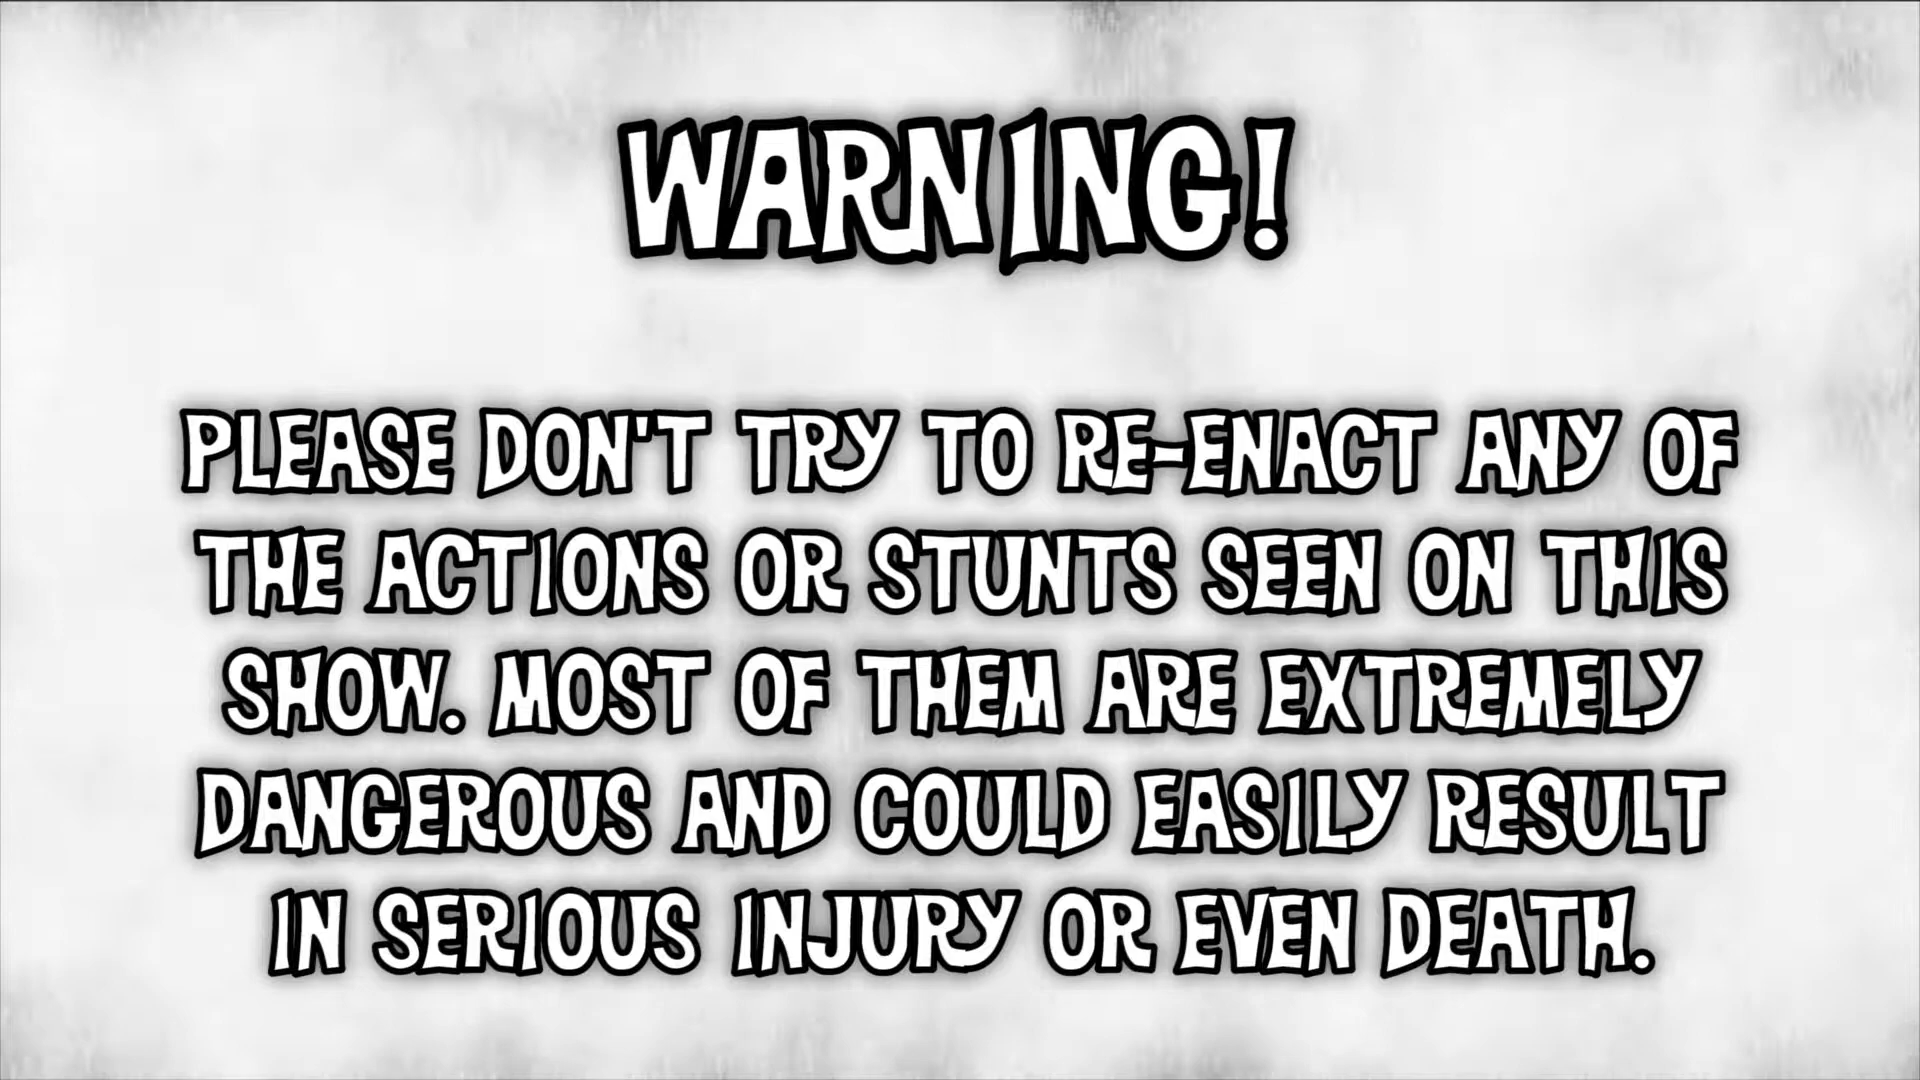 WARNING!
PLEASE DON'T TRY TO RE-ENACT ANY OF
THE ACTIONS OR STUNTS SEEN ON THIS
SHOW. MOST OF THEM ARE EXTREMELY
DANGEROUS AND COULD EASILY RESULT
IN SERIOUS INJURY OR EVEN DEATH.